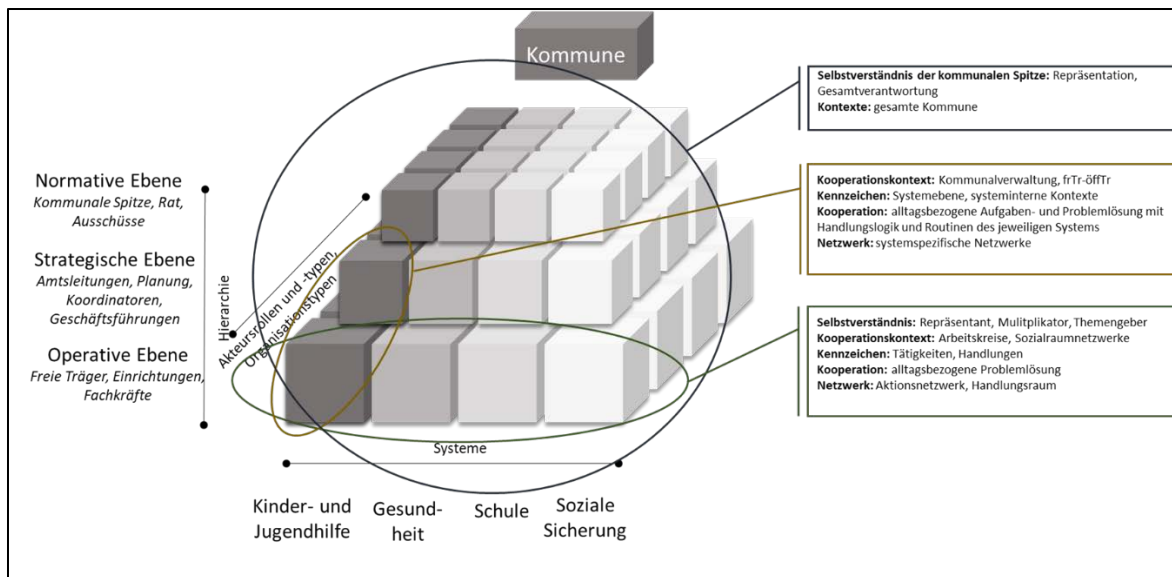 Kommune
Normative Ebene
Kommunale Spitze, Rat,
Ausschüsse
Strategische Ebene
Amtsleitungen, Planung,
Koordinatoren,
Geschäftsführungen
Operative Ebene
Freie Träger, Einrichtungen,
Fachkräfte
Hierarchie
Akteursrollen und -typen,
Organisationstypen
Systeme
Kinder- und
Jugendhilfe
Gesund-
heit
Schule
Soziale
Sicherung
Selbstverständnis der kommunalen Spitze: Repräsentation,
Gesamtverantwortung
Kontexte: gesamte Kommune
Kooperationskontext: Kommunalverwaltung, frTr-öffTr
Kennzeichen: Systemebene, systeminterne Kontexte
Kooperation: alltagsbezogene Aufgaben- und Problemlösung mit
Handlungslogik und Routinen des jeweiligen Systems
Netzwerk: systemspezifische Netzwerke
Selbstverständnis: Repräsentant, Mulitplikator, Themengeber
Kooperationskontext: Arbeitskreise, Sozialraumnetzwerke
Kennzeichen: Tätigkeiten, Handlungen
Kooperation: alltagsbezogene Problemlösung
Netzwerk: Aktionsnetzwerk, Handlungsraum